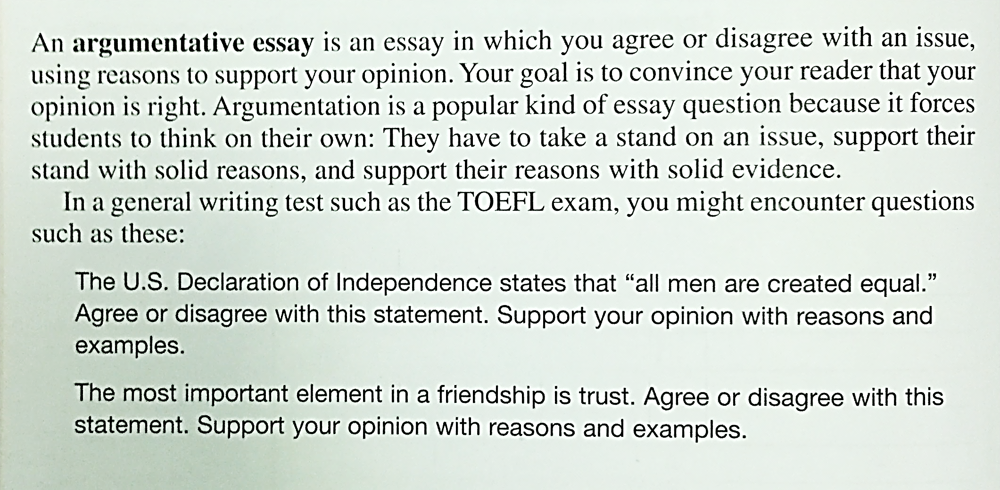 An argumentative essay is an essay in which you agree or disagree with an issue,
using reasons to support your opinion. Your goal is to convince your reader that your
opinion is right. Argumentation is a popular kind of essay question because it forces
students to think on their own: They have to take a stand on an issue, support their
stand with solid reasons, and support their reasons with solid evidence.
In a general writing test such as the TOEFL exam, you might encounter questions
such as these:
The U.S. Declaration of Independence states that “all men are created equal.”
Agree or disagree with this statement. Support your opinion with reasons and
examples.
The most important element in a friendship is trust. Agree or disagree with this
statement. Support your opinion with reasons and examples.